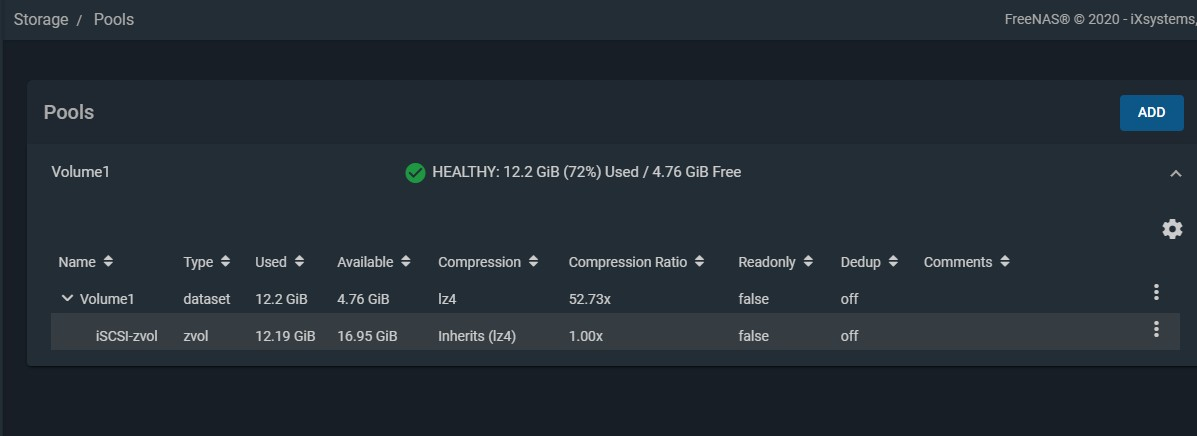 Storage / Pools
FreeNAS® © 2020 - iXsystems,
Pools
ADD
Volume1
HEALTHY: 12.2 GiB (72%) Used / 4.76 GiB Free
Name Type Used Available Compression Compression Ratio Readonly Dedup Comments
Volume1 dataset 12.2 GiB 4.76 GiB lz4 52.73x false off
iSCSI-zvol zvol 12.19 GiB 16.95 GiB Inherits (lz4) 1.00x false off